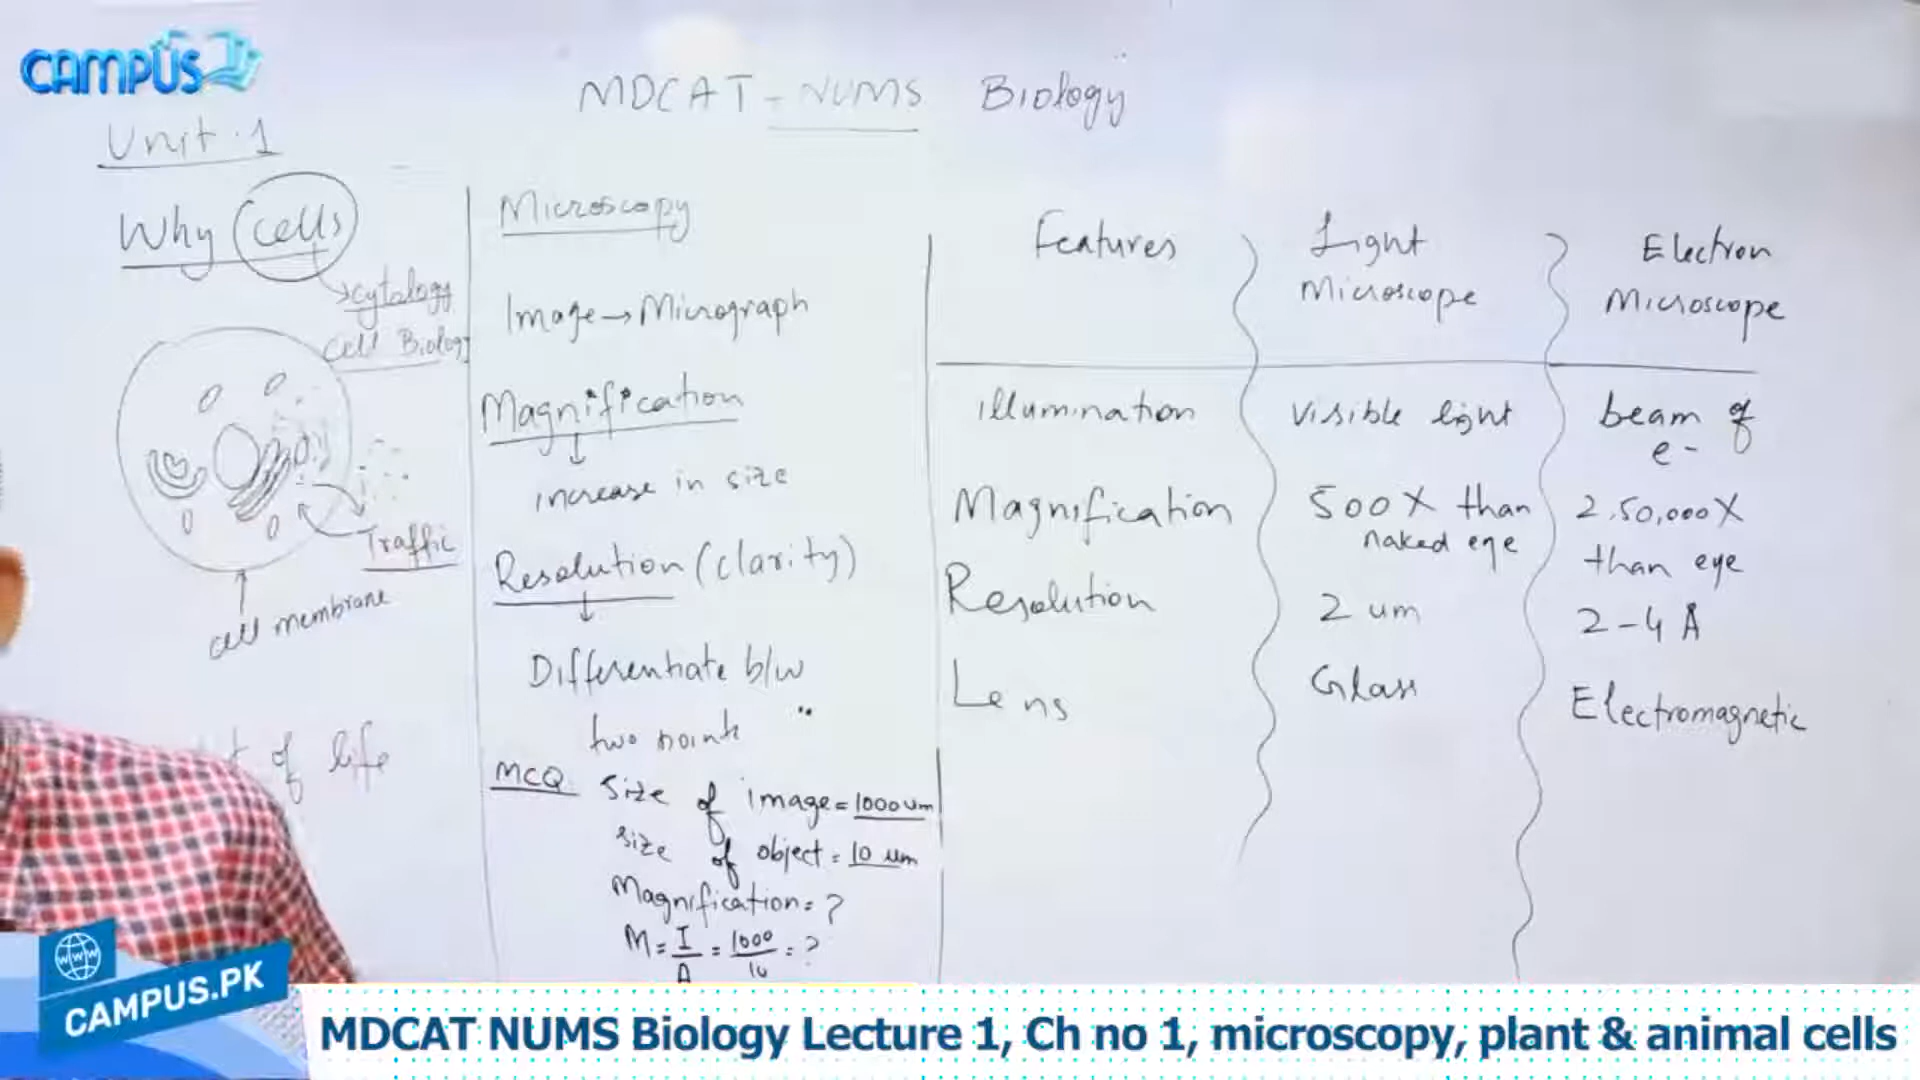 CAMPUS
MDCAT - NUMS Biology
Unit.1
Why cells
cytology
Cell Biology
Traffic
cell membrane
of life
Microscopy
Image → Micrograph
Magnification
↓
increase in size
Resolution (clarity)
↓
Differentiate b/w
two points
MCQ Size of image = 1000 um
size of object = 10 um
Magnification = ?
M = I/A = 1000/10 = ?
Features Light Microscope Electron Microscope
Illumination visible light beam of e-
Magnification 500 X than naked eye 2,50,000 X than eye
Resolution 2 um 2-4 Å
Lens Glass Electromagnetic
www
CAMPUS.PK
MDCAT NUMS Biology Lecture 1, Ch no 1, microscopy, plant & animal cells